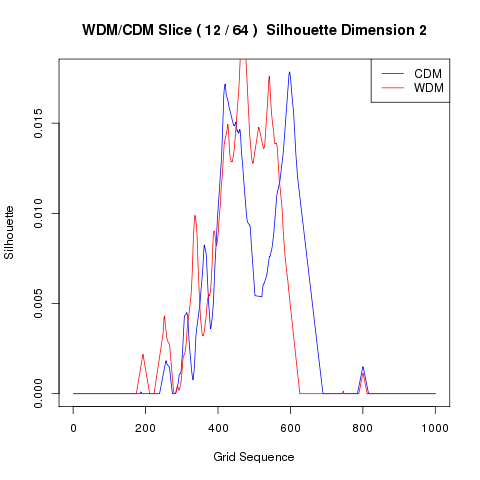 WDM/CDM Slice ( 12 / 64 )  Silhouette Dimension 2
CDM
WDM
Silhouette
0.015
0.010
0.005
0.000
0 200 400 600 800 1000
Grid Sequence